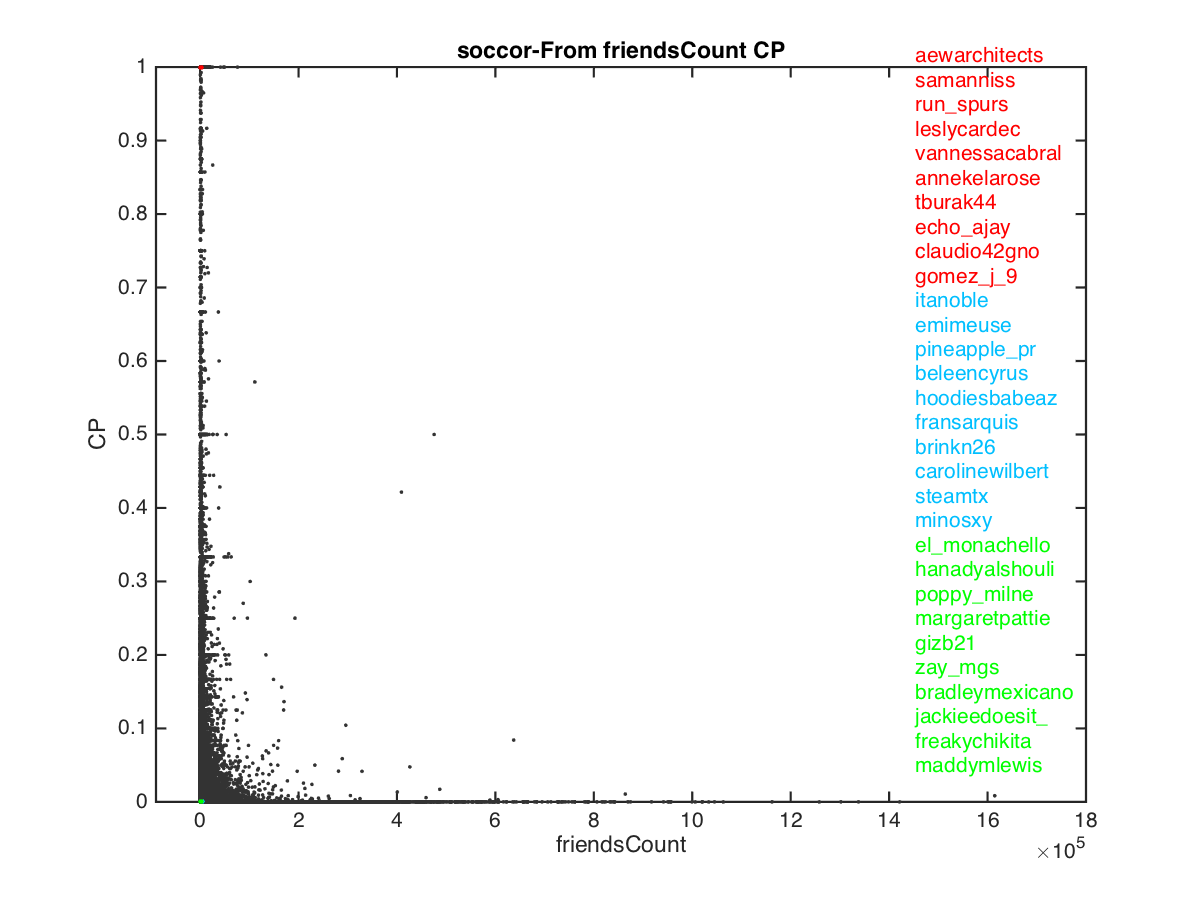 soccor-From friendsCount CP
aewarchitects
samanniss
run_spurs
leslycardec
vannessacabral
annekelarose
tburak44
echo_ajay
claudio42gno
gomez_j_9
itanoble
emimeuse
pineapple_pr
beleencyrus
hoodiesbabeaz
fransarquis
brinkn26
carolinewilbert
steamtx
minosxy
el_monachello
hanadyalshouli
poppy_milne
margaretpattie
gizb21
zay_mgs
bradleymexicano
jackieedoesit_
freakychikita
maddymlewis
1
0.9
0.8
0.7
0.6
0.5
0.4
0.3
0.2
0.1
0
CP
0 2 4 6 8 10 12 14 16 18
friendsCount
×10^5